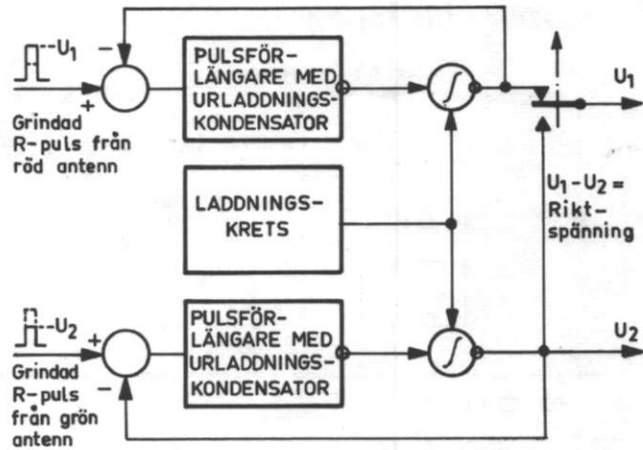 U1
+
−
Grindad
R-puls från
röd antenn
PULSFÖR-
LÄNGARE MED
URLADDNINGS-
KONDENSATOR
∫
U1
LADDNINGS-
KRETS
U1-U2 =
Rikt-
spänning
U2
+
−
Grindad
R-puls
från grön
antenn
PULSFÖR-
LÄNGARE MED
URLADDNINGS-
KONDENSATOR
∫
U2